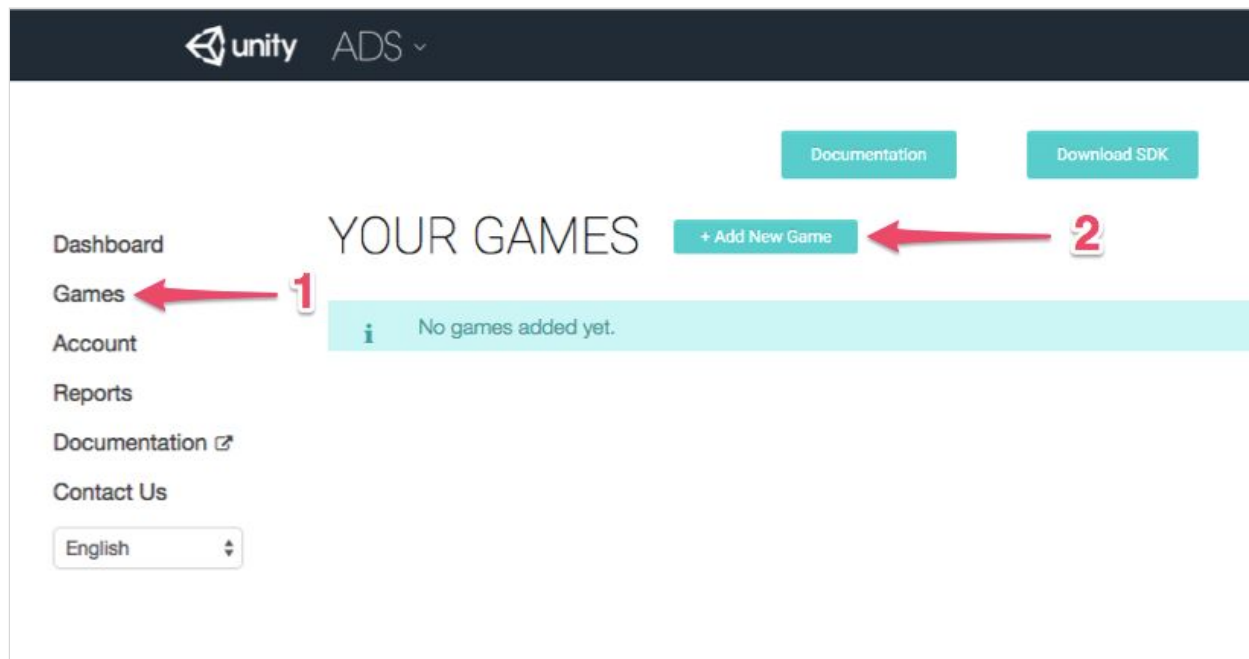 unity ADS
Documentation Download SDK
YOUR GAMES + Add New Game 2
Dashboard
Games 1
No games added yet.
Account
Reports
Documentation
Contact Us
English